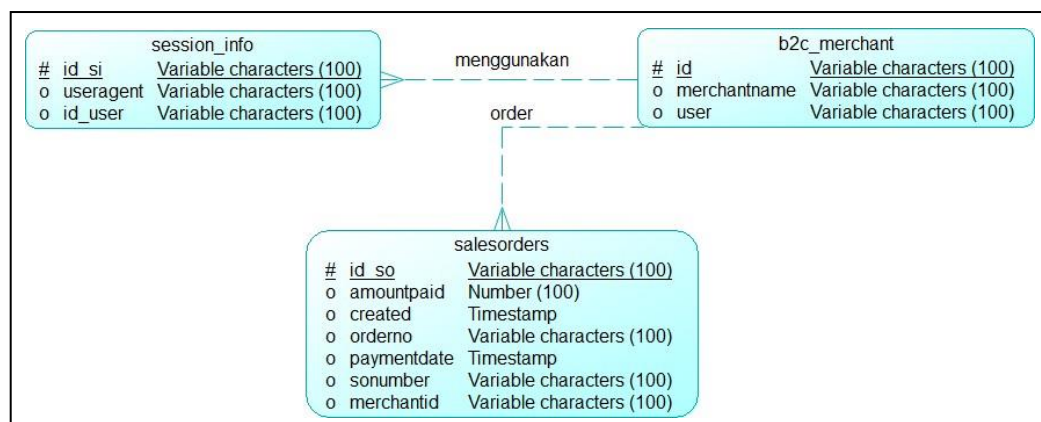 session_info
# id_si Variable characters (100)
o useragent Variable characters (100)
o id_user Variable characters (100)
menggunakan
b2c_merchant
# id Variable characters (100)
o merchantname Variable characters (100)
o user Variable characters (100)
order
salesorders
# id_so Variable characters (100)
o amountpaid Number (100)
o created Timestamp
o orderno Variable characters (100)
o paymentdate Timestamp
o sonumber Variable characters (100)
o merchantid Variable characters (100)